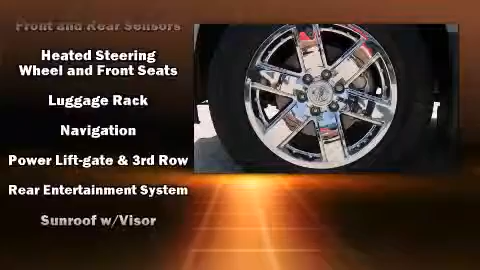 Front and Rear Sensors
Heated Steering
Wheel and Front Seats
Luggage Rack
Navigation
Power Lift-gate & 3rd Row
Rear Entertainment System
Sunroof w/Visor